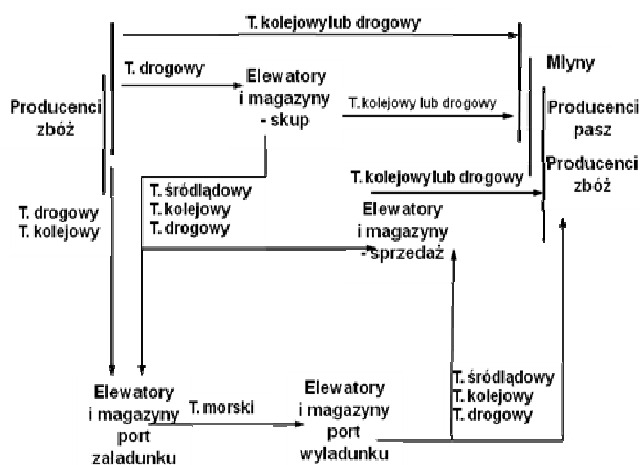 T. kolejowy lub drogowy
T. drogowy
Elewatory
i magazyny
- skup
T.kolejowy lub drogowy
Młyny
Producenci
zbóż
Producenci
pasz
Producenci
zbóż
T. kolejowy lub drogowy
T. śródlądowy
T. kolejowy
T. drogowy
T. drogowy
T. kolejowy
Elewatory
i magazyny
- sprzedaż
Elewatory
i magazyny
port
zaladunku
T. morski
Elewatory
i magazyny
port
wyladunku
T. śródlądowy
T. kolejowy
T. drogowy